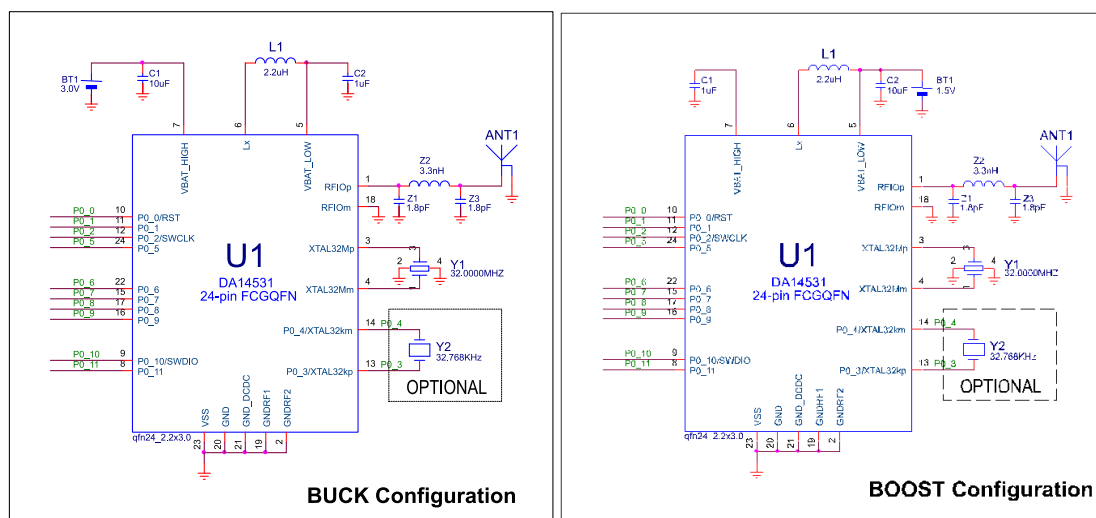 L1
2.2uH
C1
10uF
BT1
3.0V
C2
1uF
7
6
5
VBAT_HIGH
Lx
VBAT_LOW
ANT1
Z2
3.3nH
1
RFIOp
Z1
1.8pF
Z3
1.8pF
18
RFIOm
P0_0
10
P0_0/RST
P0_1
11
P0_1
P0_2
12
P0_2/SWCLK
P0_5
24
P0_5
U1
DA14531
24-pin FCGQFN
3
XTAL32Mp
3
2
4
1
Y1
32.0000MHZ
4
XTAL32Mm
P0_6
22
P0_6
P0_7
15
P0_7
P0_8
17
P0_8
P0_9
16
P0_9
14
P0_4
P0_4/XTAL32km
Y2
32.768KHz
13
P0_3
P0_3/XTAL32kp
OPTIONAL
P0_10
9
P0_10/SWDIO
P0_11
8
P0_11
VSS
GND
GND_DCDC
GNDRF1
GNDRF2
qfn24_2.2x3.0
23
20
21
19
2
BUCK Configuration
L1
2.2uH
C1
1uF
C2
10uF
BT1
1.5V
7
6
5
VBAT_HIGH
Lx
VBAT_LOW
ANT1
Z2
3.3nH
1
RFIOp
Z1
1.8pF
Z3
1.8pF
18
RFIOm
P0_0
10
P0_0/RST
P0_1
11
P0_1
P0_2
12
P0_2/SWCLK
24
P0_5
U1
DA14531
24-pin FCGQFN
3
XTAL32Mp
3
2
4
1
Y1
32.0000MHZ
4
XTAL32Mm
P0_6
22
P0_6
P0_7
15
P0_7
P0_8
17
P0_8
P0_9
16
P0_9
14
P0_4
P0_4/XTAL32km
Y2
32.768KHz
13
P0_3
P0_3/XTAL32kp
OPTIONAL
P0_10
9
P0_10/SWDIO
P0_11
8
P0_11
VSS
GND
GND_DCDC
GNDRF1
GNDRF2
qfn24_2.2x3.0
23
20
21
19
2
BOOST Configuration